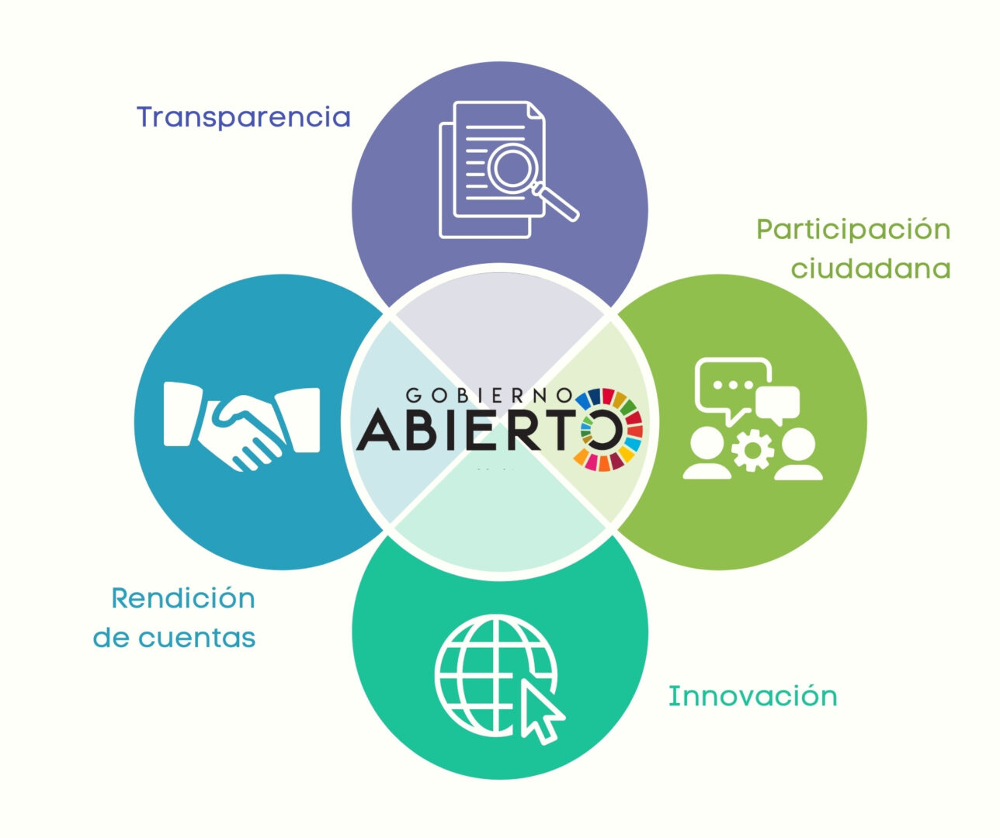 Transparencia
Participación
ciudadana
GOBIERNO
ABIERTO
Rendición
de cuentas
Innovación